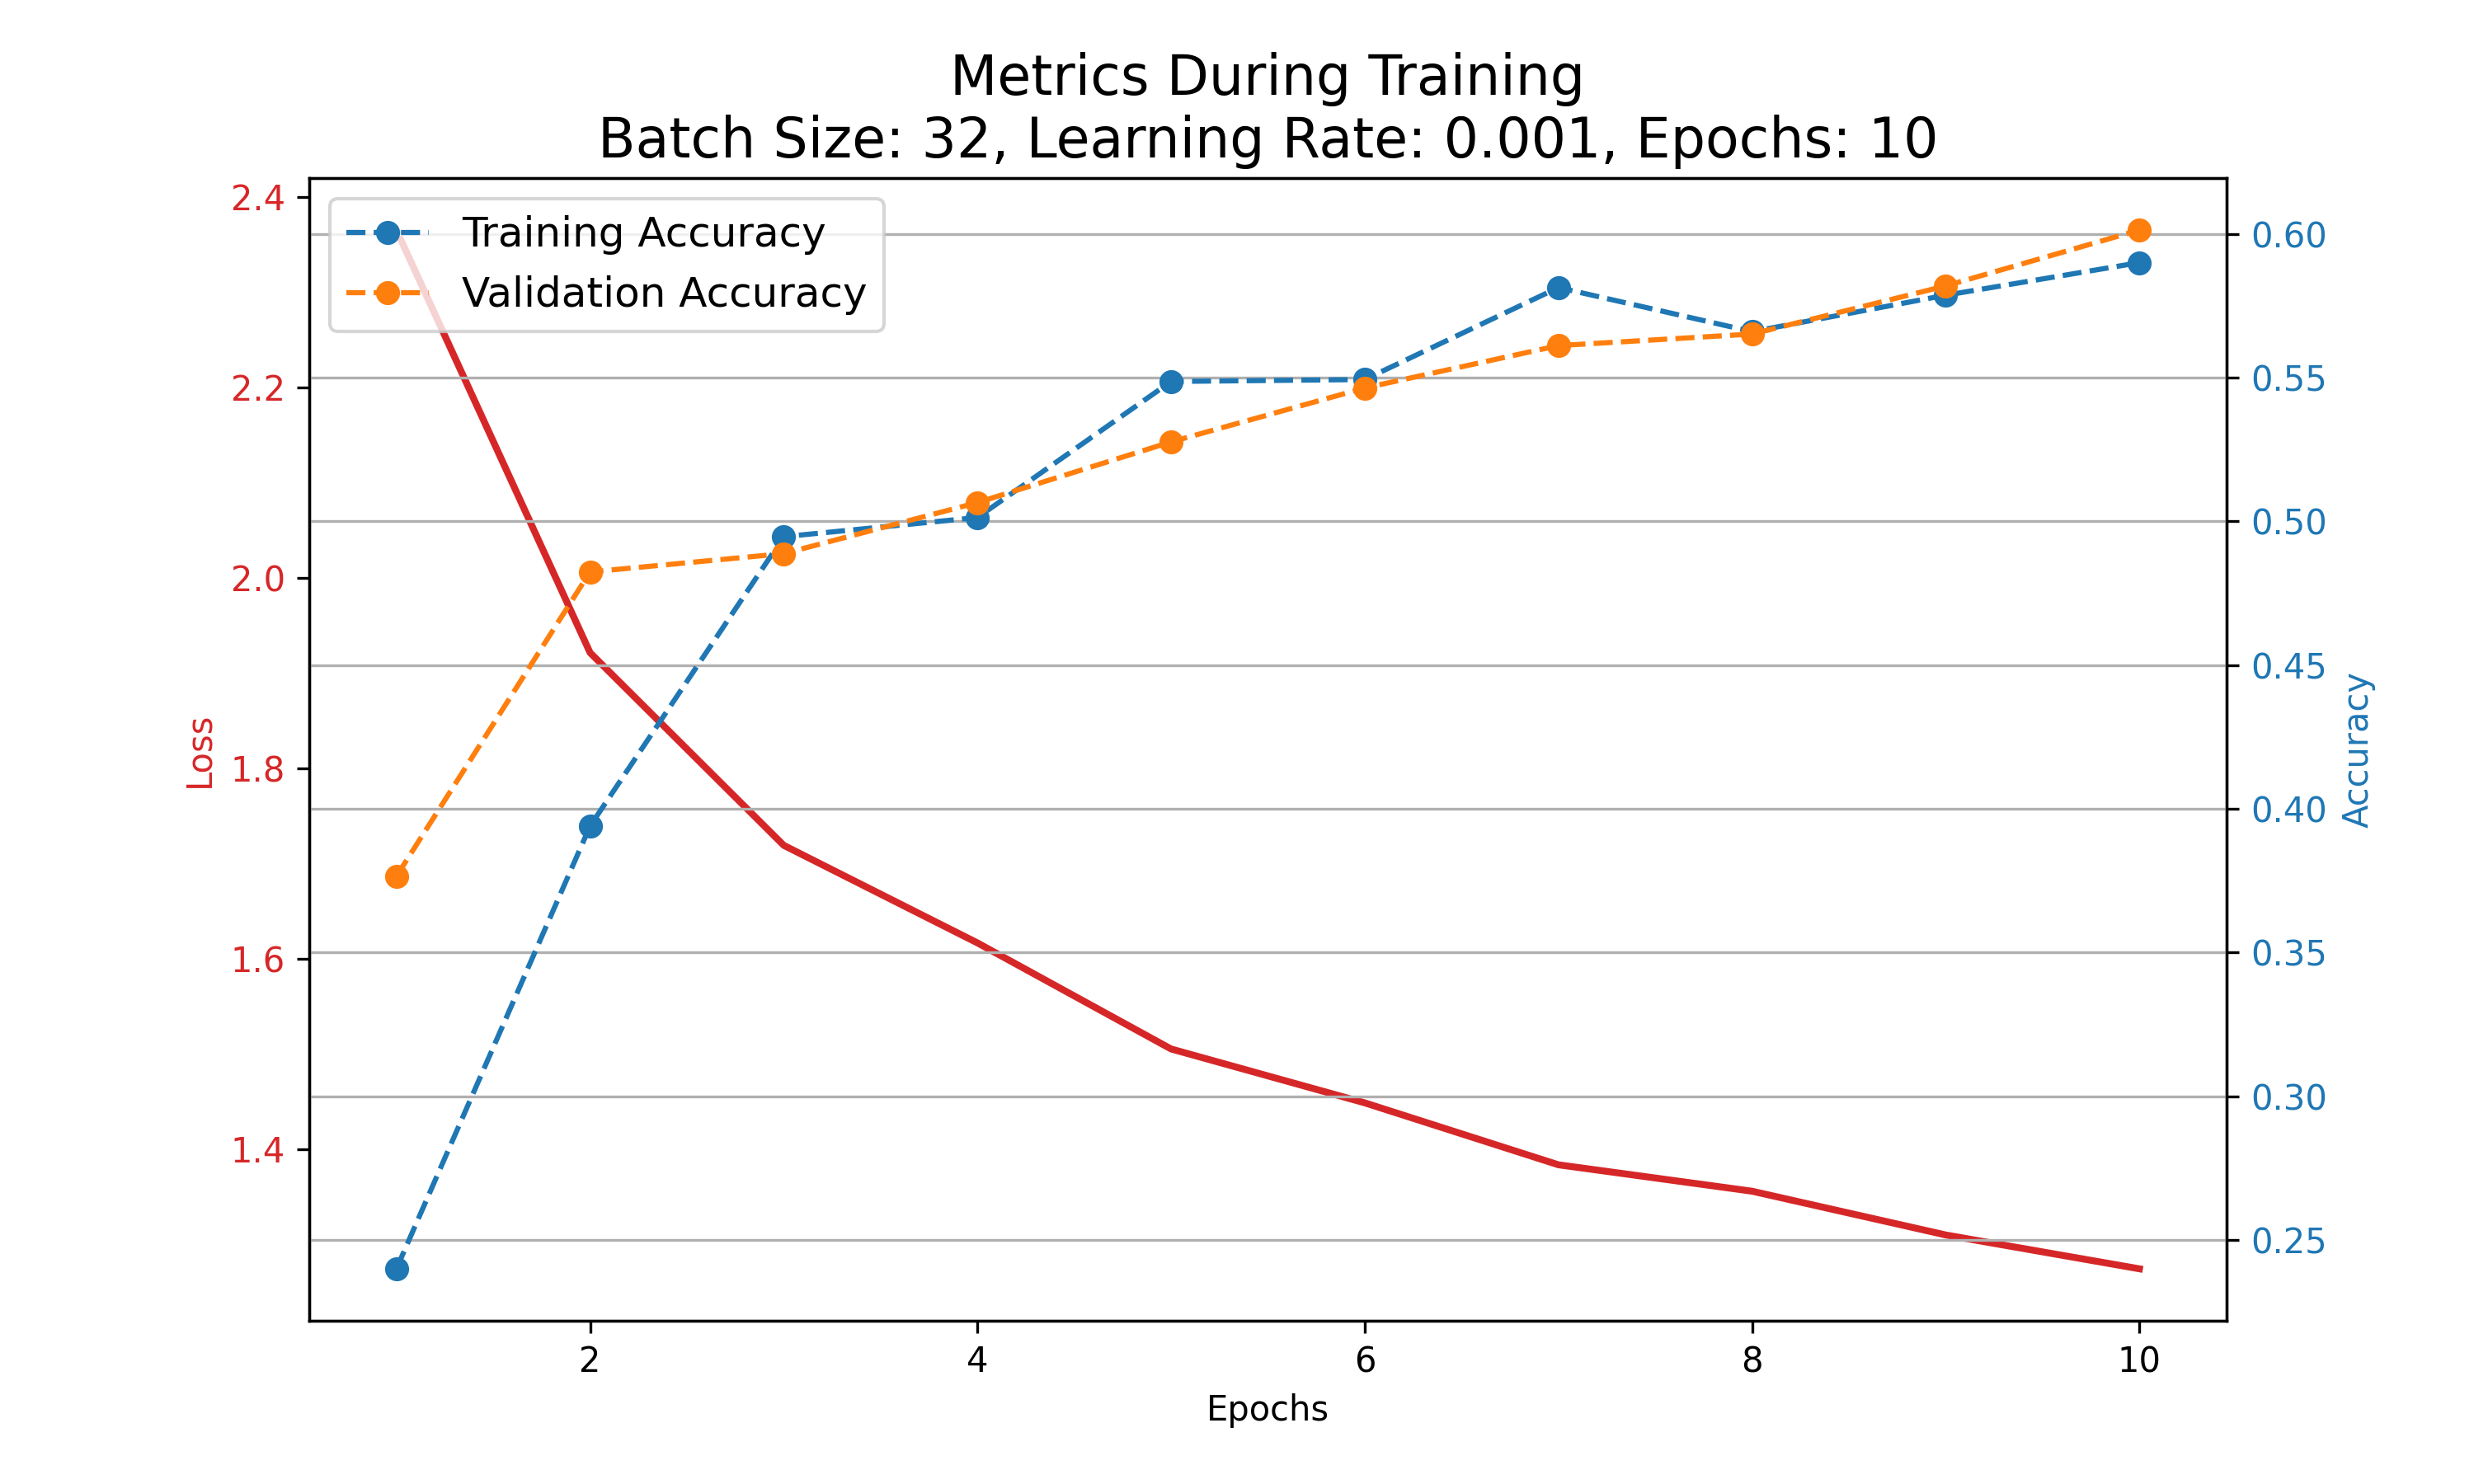 Metrics During Training
Batch Size: 32, Learning Rate: 0.001, Epochs: 10
Training Accuracy
Validation Accuracy
Loss
2.4
2.2
2.0
1.8
1.6
1.4
0.60
0.55
0.50
0.45
0.40
0.35
0.30
0.25
Accuracy
2 4 6 8 10
Epochs